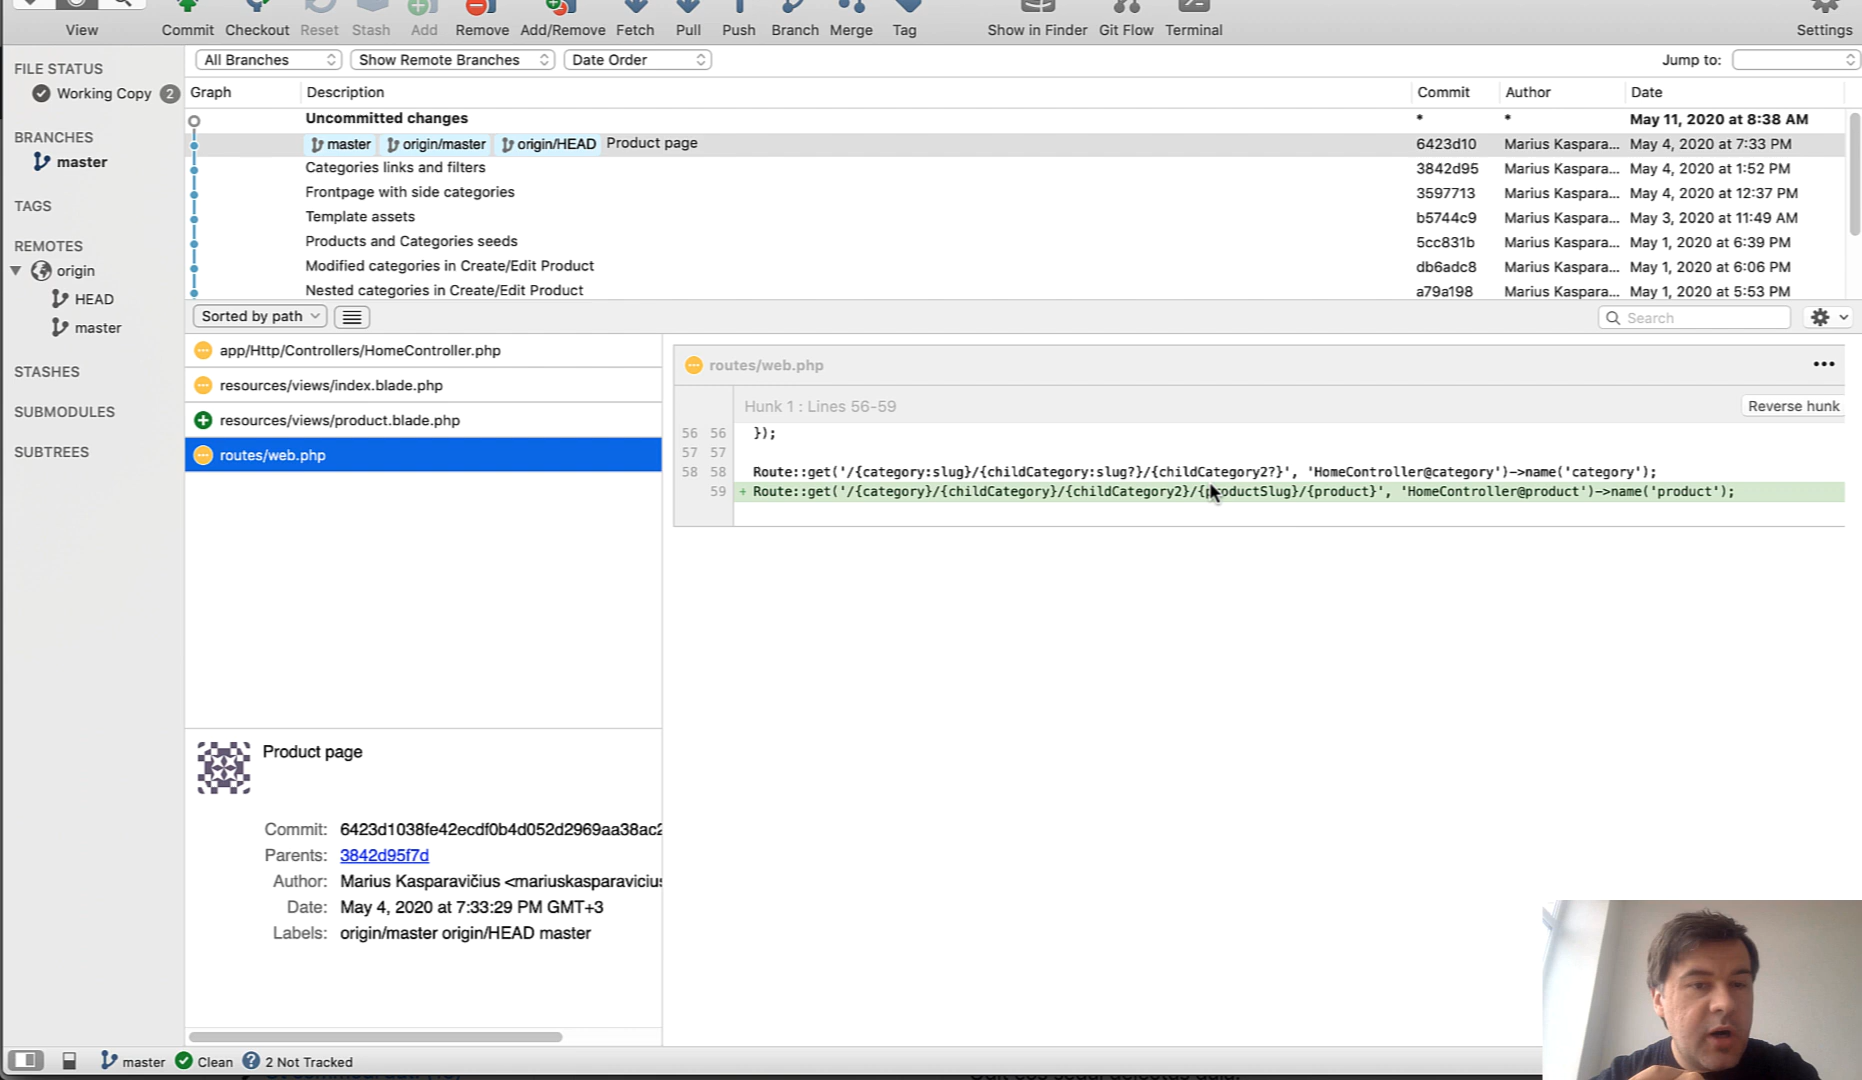 View Commit Checkout Reset Stash Add Remove Add/Remove Fetch Pull Push Branch Merge Tag Show in Finder Git Flow Terminal Settings
All Branches Show Remote Branches Date Order Jump to:
FILE STATUS
Working Copy 2
BRANCHES
master
TAGS
REMOTES
origin
HEAD
master
STASHES
SUBMODULES
SUBTREES
Graph Description Commit Author Date
Uncommitted changes * * May 11, 2020 at 8:38 AM
master origin/master origin/HEAD Product page 6423d10 Marius Kaspara... May 4, 2020 at 7:33 PM
Categories links and filters 3842d95 Marius Kaspara... May 4, 2020 at 1:52 PM
Frontpage with side categories 3597713 Marius Kaspara... May 4, 2020 at 12:37 PM
Template assets b5744c9 Marius Kaspara... May 3, 2020 at 11:49 AM
Products and Categories seeds 5cc831b Marius Kaspara... May 1, 2020 at 6:39 PM
Modified categories in Create/Edit Product db6adc8 Marius Kaspara... May 1, 2020 at 6:06 PM
Nested categories in Create/Edit Product a79a198 Marius Kaspara... May 1, 2020 at 5:53 PM
Sorted by path Search
app/Http/Controllers/HomeController.php
resources/views/index.blade.php
resources/views/product.blade.php
routes/web.php
routes/web.php
Hunk 1 : Lines 56-59 Reverse hunk
56 56 });
57 57
58 58 Route::get('/{category:slug}/{childCategory:slug?}/{childCategory2?}', 'HomeController@category')->name('category');
59 + Route::get('/{category}/{childCategory}/{childCategory2}/{productSlug}/{product}', 'HomeController@product')->name('product');
Product page
Commit: 6423d1038fe42ecdf0b4d052d2969aa38ac2
Parents: 3842d95f7d
Author: Marius Kasparavičius <mariuskasparavicius
Date: May 4, 2020 at 7:33:29 PM GMT+3
Labels: origin/master origin/HEAD master
master Clean 2 Not Tracked